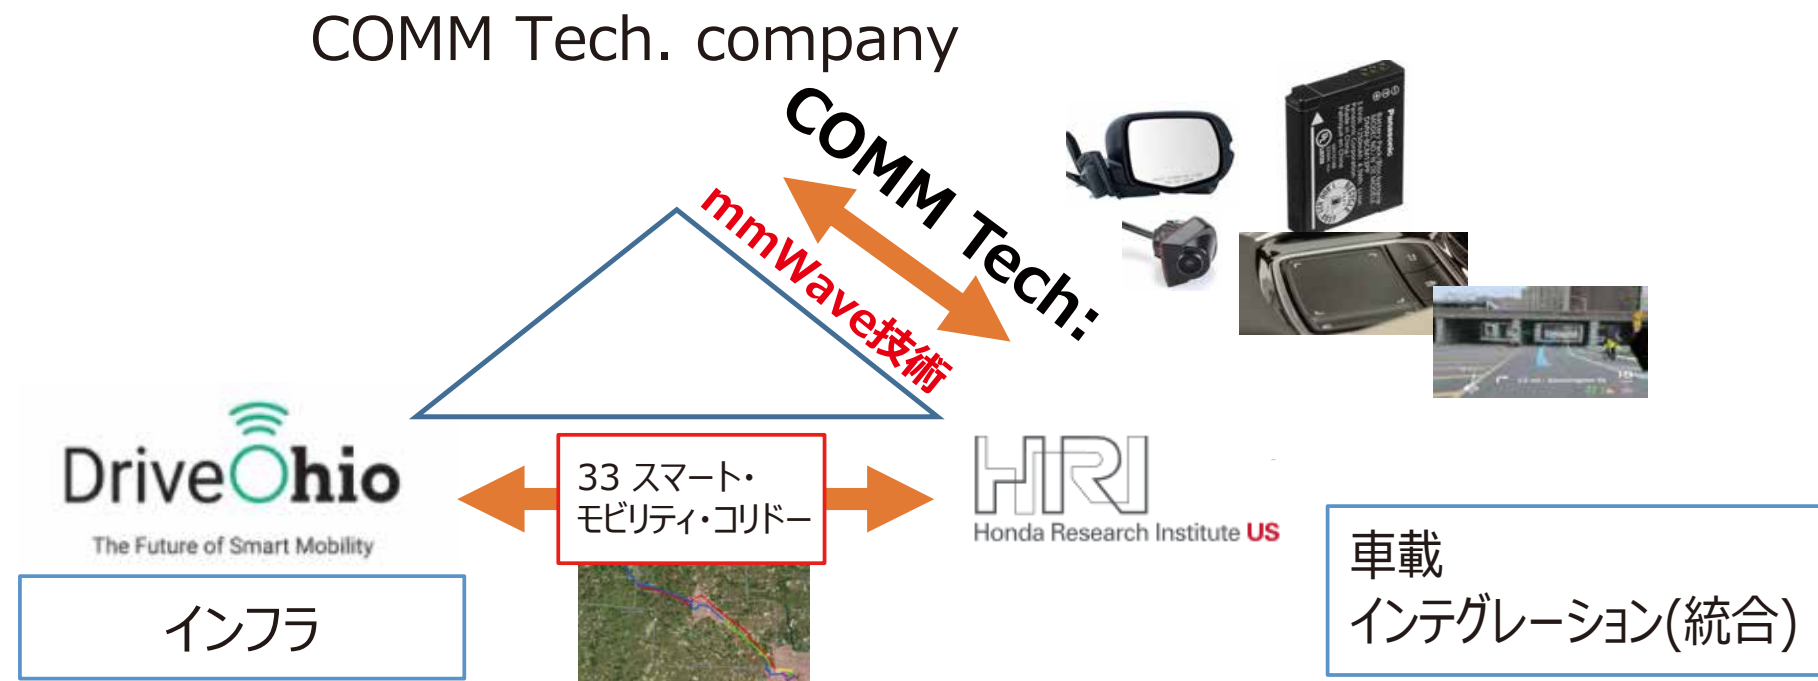 COMM Tech. company
COMM Tech:
mmWave技術
Panasonic
DriveOhio
The Future of Smart Mobility
33 スマート・
モビリティ・コリドー
HRI
Honda Research Institute US
インフラ
車載
インテグレーション(統合)